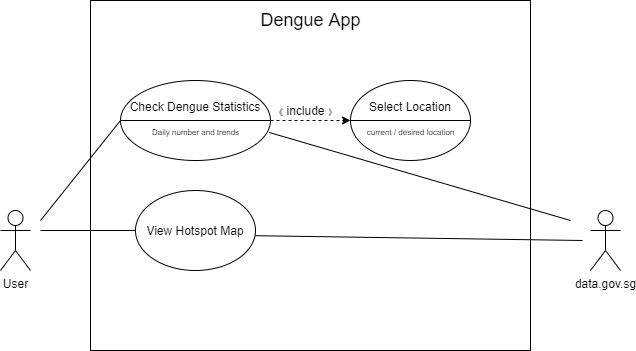 Dengue App
Check Dengue Statistics
Daily number and trends
《 include 》
Select Location
current / desired location
View Hotspot Map
User
data.gov.sg